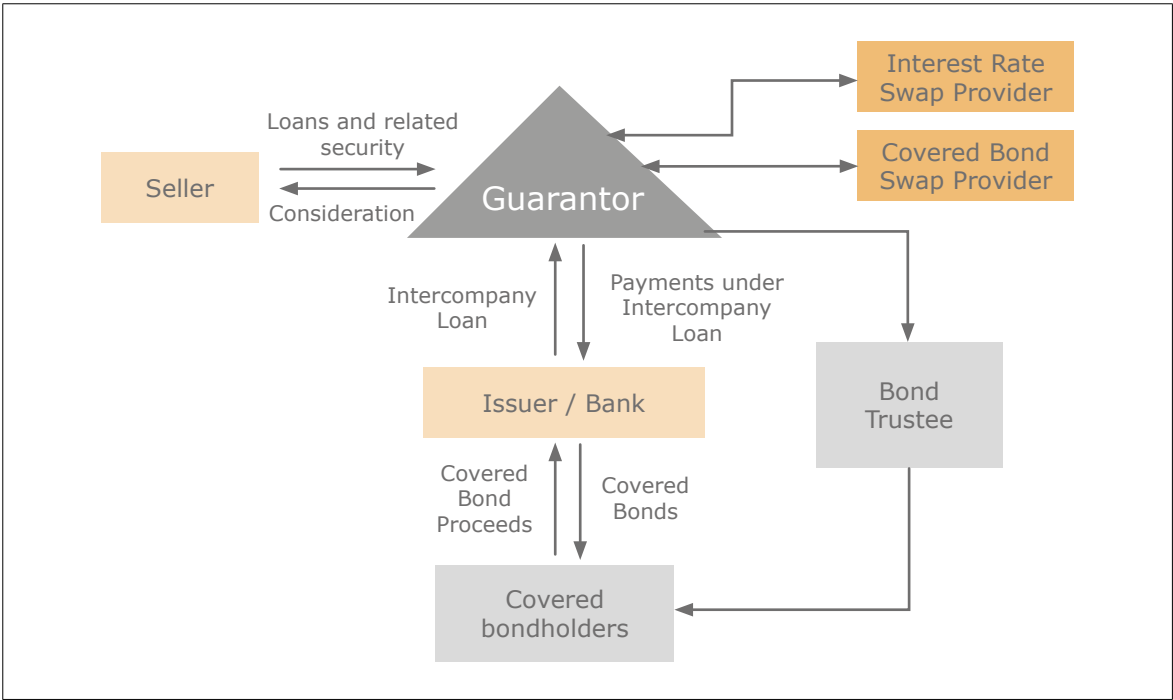 Interest Rate
Swap Provider
Loans and related
security
Covered Bond
Swap Provider
Seller
Guarantor
Consideration
Intercompany
Loan
Payments under
Intercompany
Loan
Issuer / Bank
Bond
Trustee
Covered
Bond
Proceeds
Covered
Bonds
Covered
bondholders